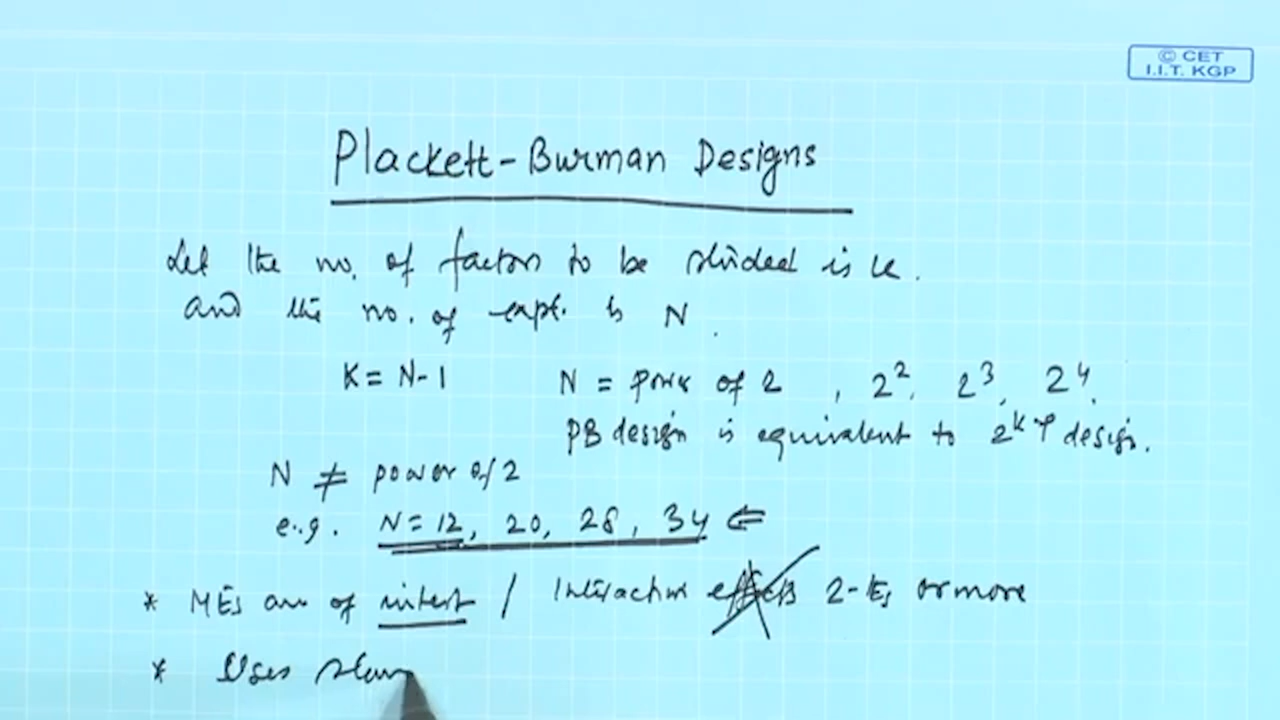 © CET
I.I.T. KGP
Plackett-Burman Designs
Let the no. of factors to be studied is K.
and the no. of expt. is N.
K = N-1 N = power of 2 , 2², 2³, 2⁴.
PB design is equivalent to 2ᵏ⁻ᵖ design.
N ≠ power of 2
e.g. N = 12, 20, 28, 34 ⇐
* MEs are of interest / Interaction effects 2-IEs or more
* Uses